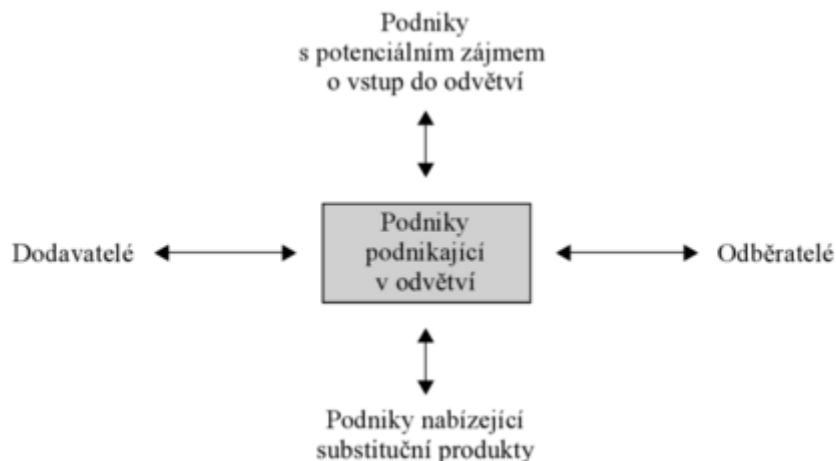 Podniky
s potenciálním zájmem
o vstup do odvětví
Dodavatelé
Podniky
podnikající
v odvětví
Odběratelé
Podniky nabízející
substituční produkty